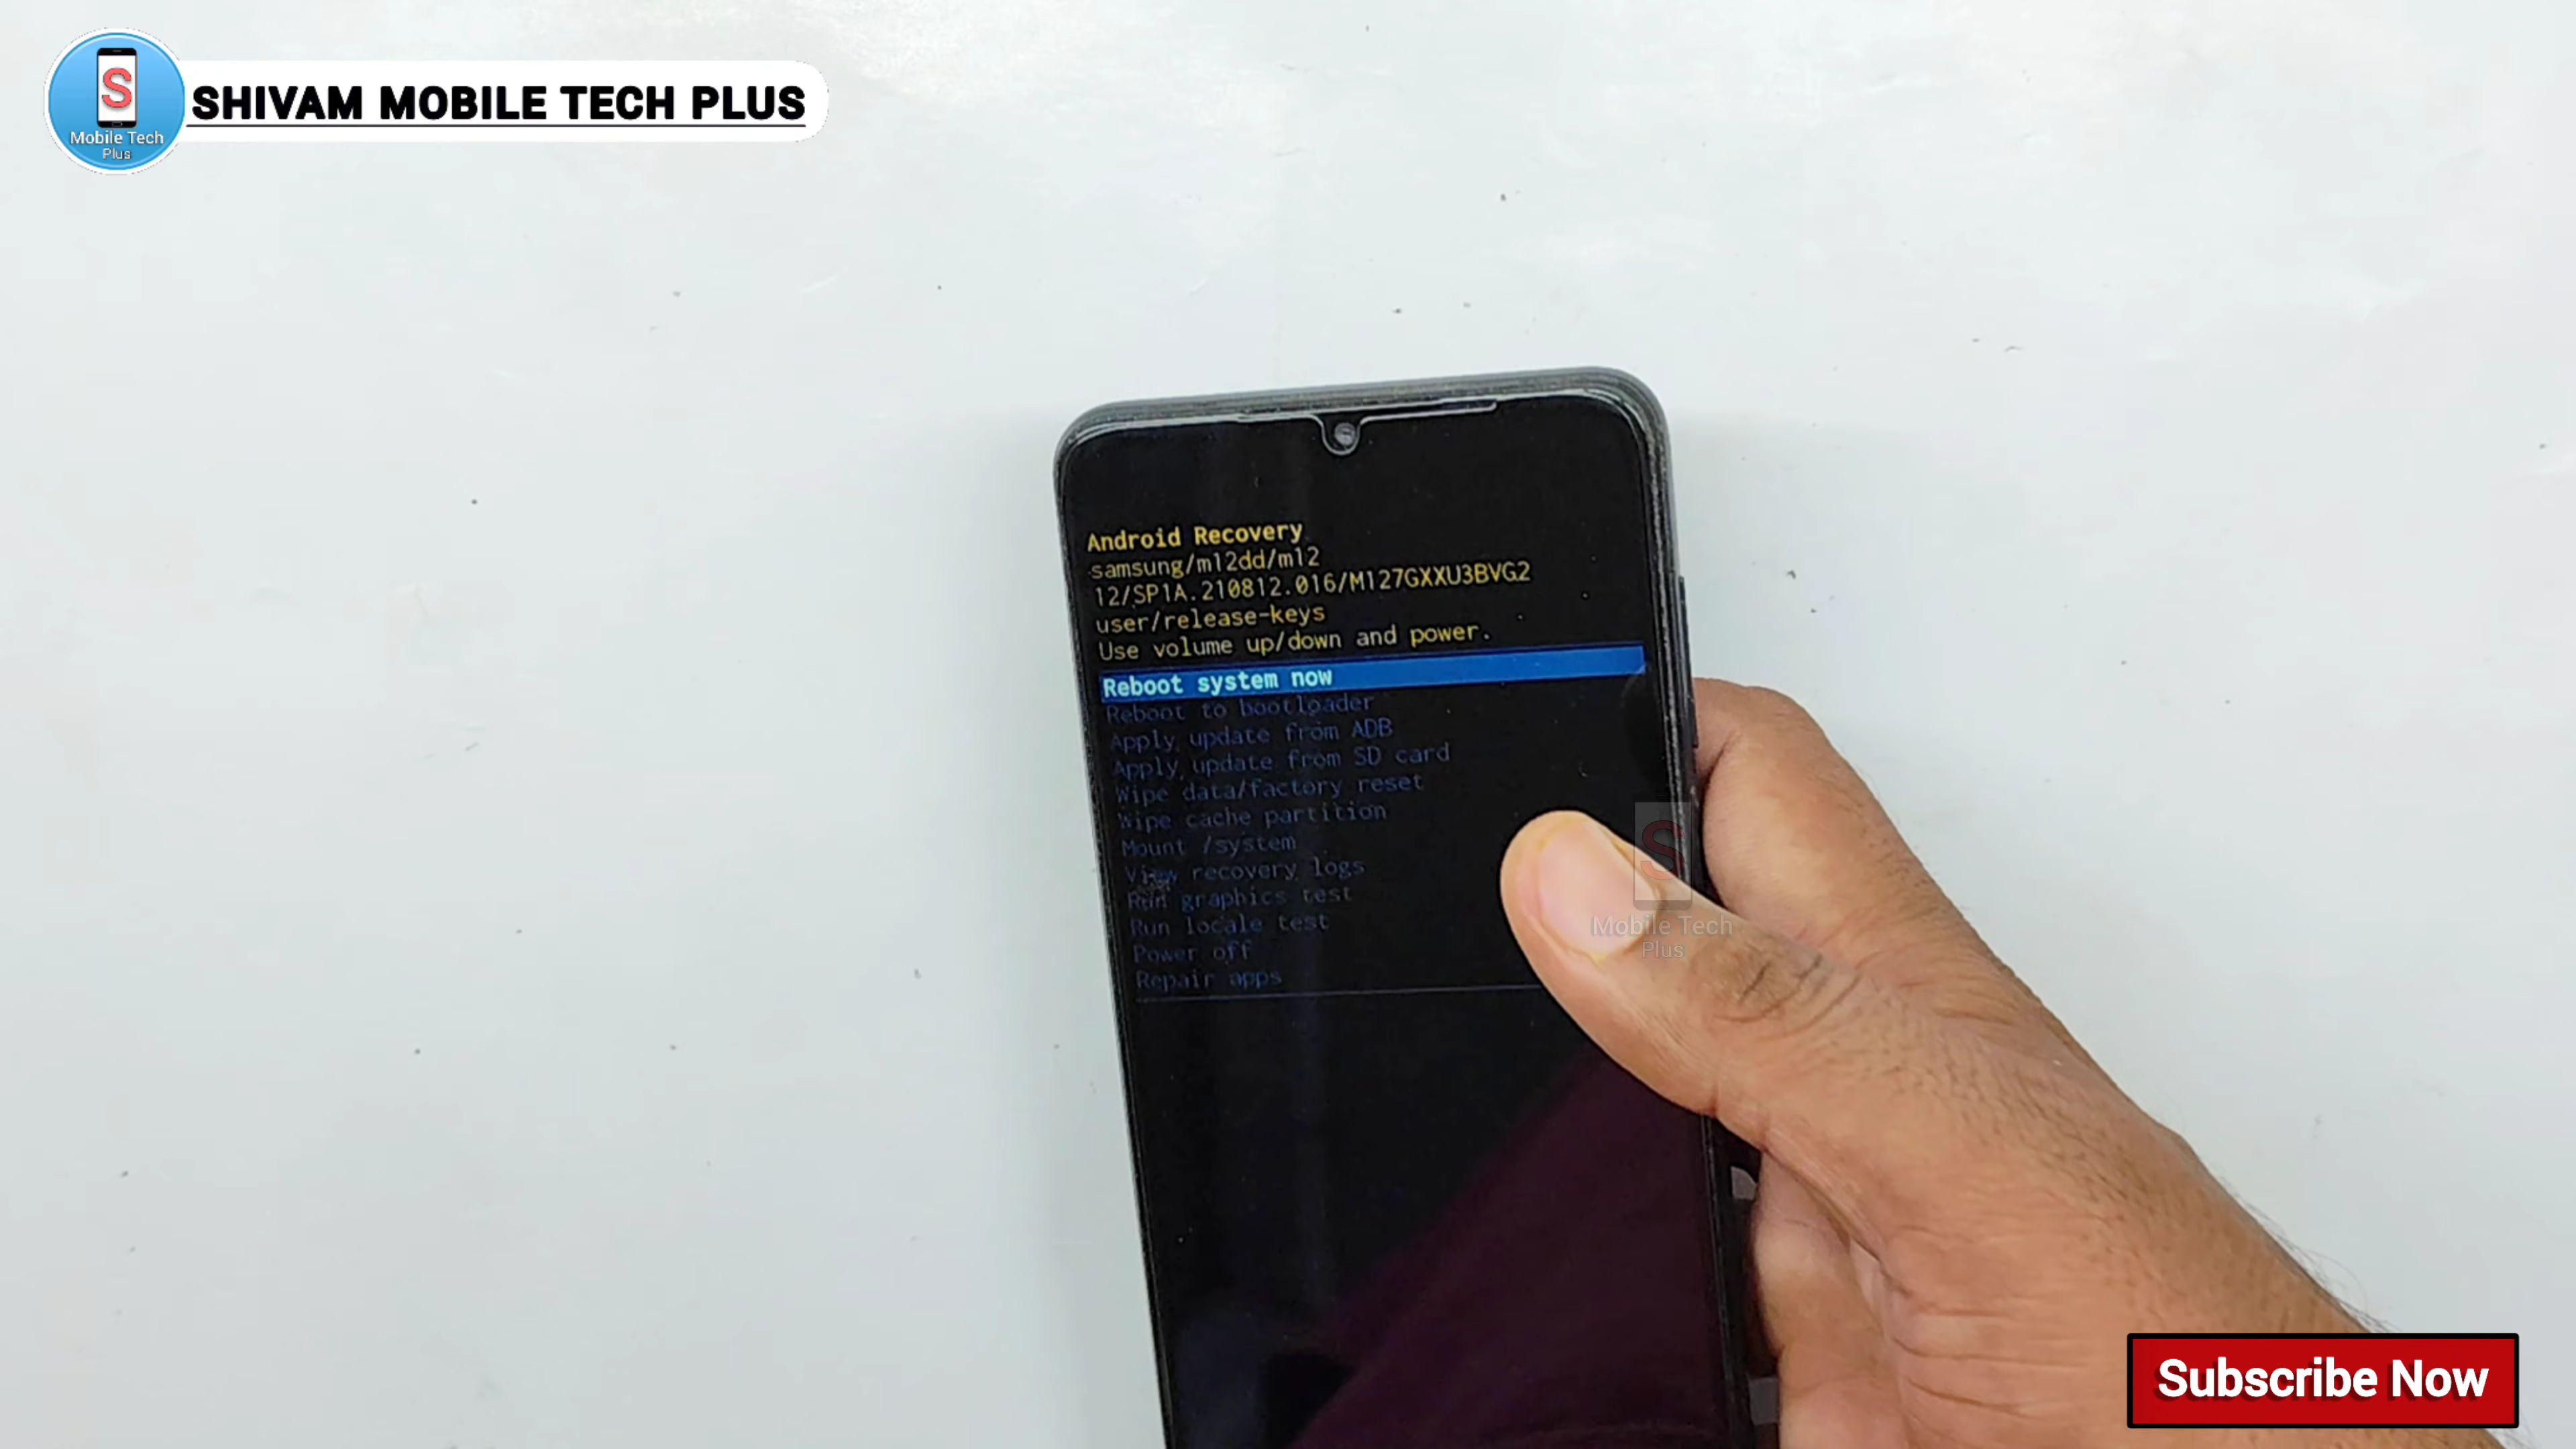 S
Mobile Tech
Plus
SHIVAM MOBILE TECH PLUS
Android Recovery
samsung/m12dd/m12
12/SP1A.210812.016/M127GXXU3BVG2
user/release-keys
Use volume up/down and power.
Reboot system now
Reboot to bootloader
Apply update from ADB
Apply update from SD card
Wipe data/factory reset
Wipe cache partition
Mount /system
View recovery logs
Run graphics test
Run locale test
Power off
Repair apps
S
Mobile Tech
Plus
Subscribe Now